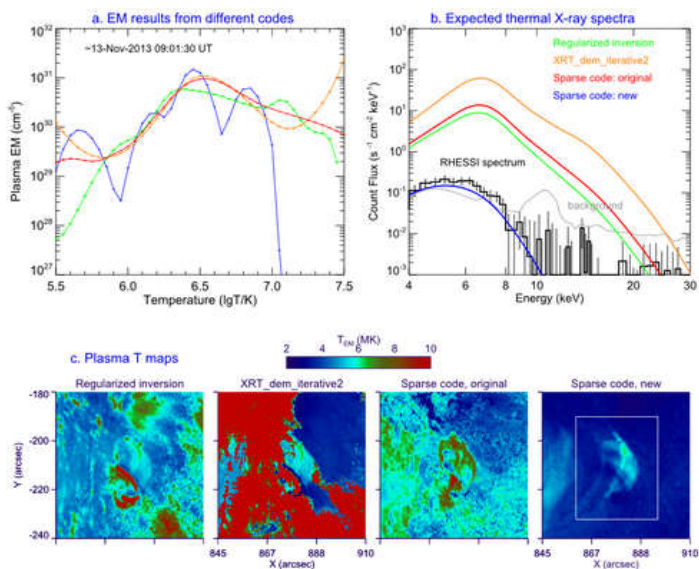 a. EM results from different codes
10^32
10^31
10^30
10^29
10^28
10^27
Plasma EM (cm^-5)
~13-Nov-2013 09:01:30 UT
5.5 6.0 6.5 7.0 7.5
Temperature (lgT/K)
b. Expected thermal X-ray spectra
10^3
10^2
10^1
10^0
10^-1
10^-2
10^-3
Count Flux (s^-1 cm^-2 keV^-1)
Regularized inversion
XRT_dem_iterative2
Sparse code: original
Sparse code: new
RHESSI spectrum
background
4 6 8 10 20 30
Energy (keV)
c. Plasma T maps
T_EM (MK)
2 4 6 8 10
Regularized inversion
XRT_dem_iterative2
Sparse code, original
Sparse code, new
-180
-200
-220
-240
Y (arcsec)
845 867 888 910
X (arcsec)
845 867 888 910
X (arcsec)